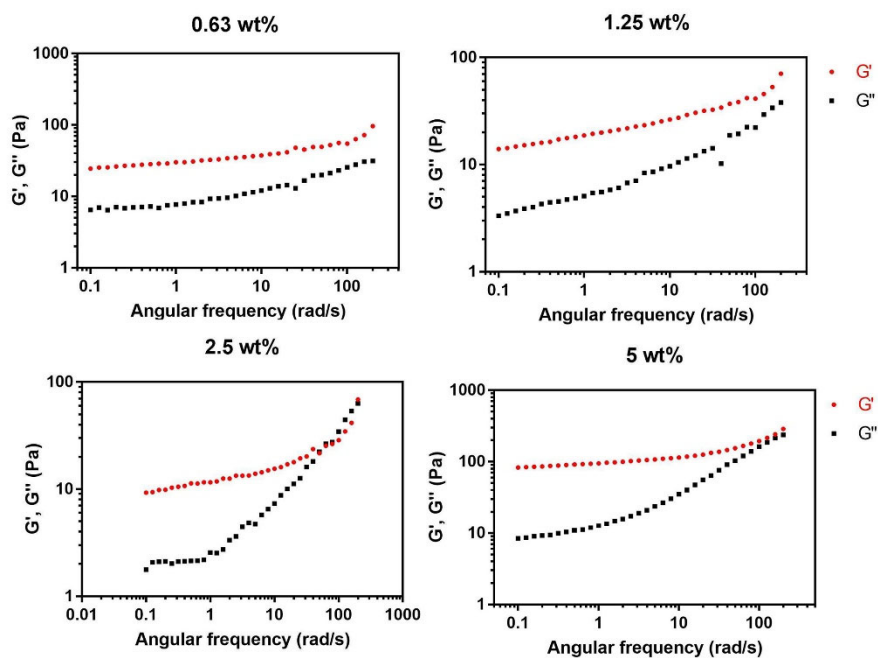 0.63 wt%
1000
100
10
1
G', G" (Pa)
0.1 1 10 100
Angular frequency (rad/s)
1.25 wt%
100
10
1
G', G" (Pa)
0.1 1 10 100
Angular frequency (rad/s)
G'
G"
2.5 wt%
100
10
1
G', G" (Pa)
0.01 0.1 1 10 100 1000
Angular frequency (rad/s)
5 wt%
1000
100
10
1
G', G" (Pa)
0.1 1 10 100
Angular frequency (rad/s)
G'
G"